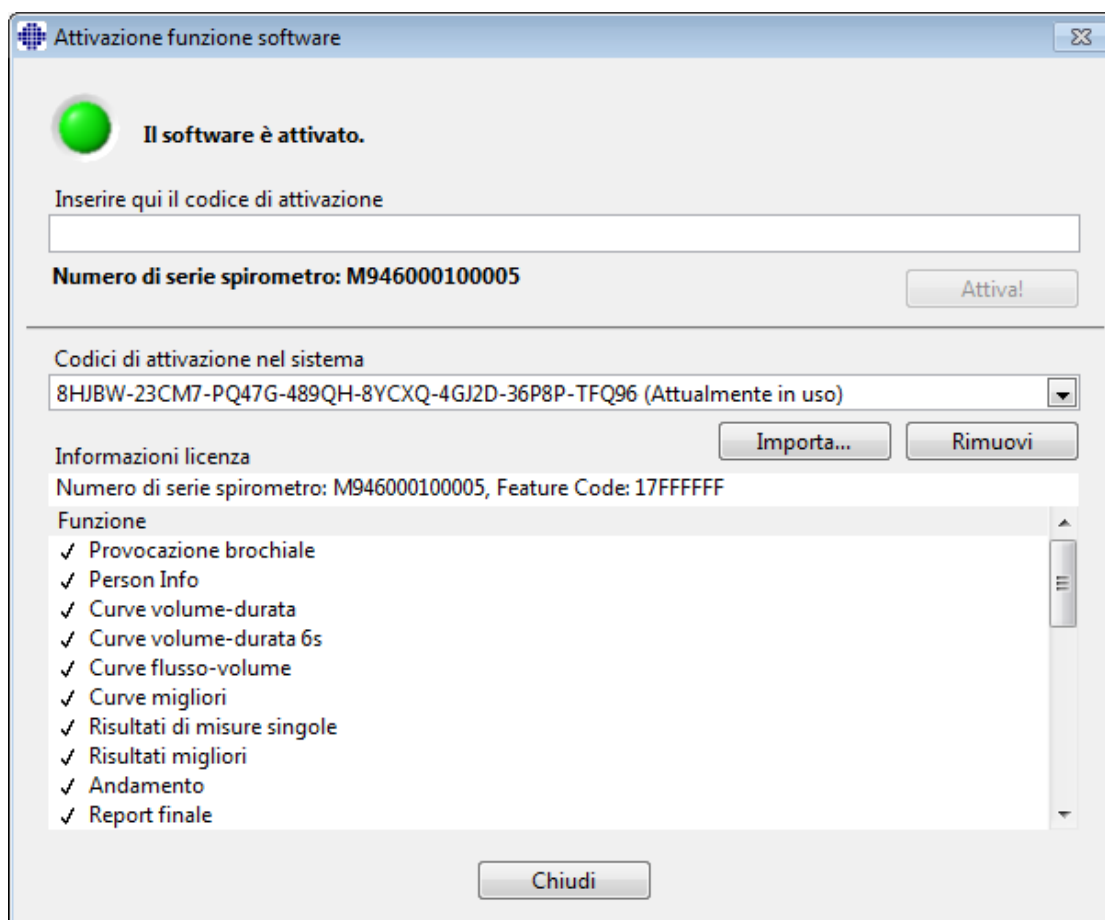 Attivazione funzione software
Il software è attivato.
Inserire qui il codice di attivazione
Numero di serie spirometro: M946000100005
Attiva!
Codici di attivazione nel sistema
8HJBW-23CM7-PQ47G-489QH-8YCXQ-4GJ2D-36P8P-TFQ96 (Attualmente in uso)
Importa... Rimuovi
Informazioni licenza
Numero di serie spirometro: M946000100005, Feature Code: 17FFFFFF
Funzione
✓ Provocazione brochiale
✓ Person Info
✓ Curve volume-durata
✓ Curve volume-durata 6s
✓ Curve flusso-volume
✓ Curve migliori
✓ Risultati di misure singole
✓ Risultati migliori
✓ Andamento
✓ Report finale
Chiudi